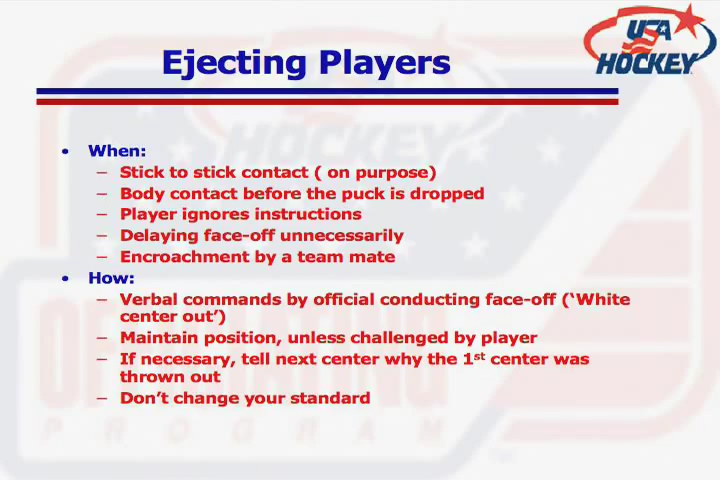 USA
HOCKEY
Ejecting Players
HOCKEY
• When:
– Stick to stick contact ( on purpose)
– Body contact before the puck is dropped
– Player ignores instructions
– Delaying face-off unnecessarily
– Encroachment by a team mate
• How:
– Verbal commands by official conducting face-off (‘White
center out’)
– Maintain position, unless challenged by player
– If necessary, tell next center why the 1st center was
thrown out
– Don’t change your standard
OFFICIATING
PROGRAM